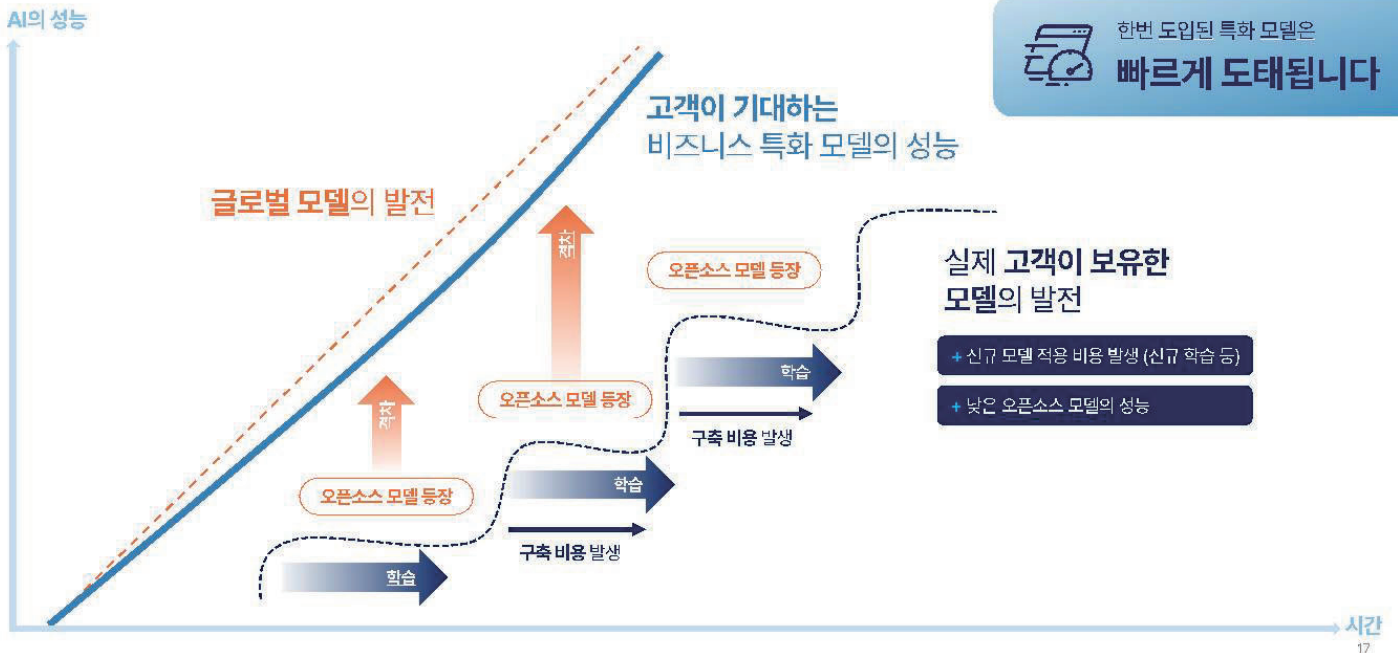 AI의 성능
한번 도입된 특화 모델은
빠르게 도태됩니다
고객이 기대하는
비즈니스 특화 모델의 성능
글로벌 모델의 발전
격차
오픈소스 모델 등장
실제 고객이 보유한
모델의 발전
+ 신규 모델 적용 비용 발생 (신규 학습 등)
+ 낮은 오픈소스 모델의 성능
학습
구축 비용 발생
격차
오픈소스 모델 등장
오픈소스 모델 등장
학습
구축 비용 발생
학습
시간
17